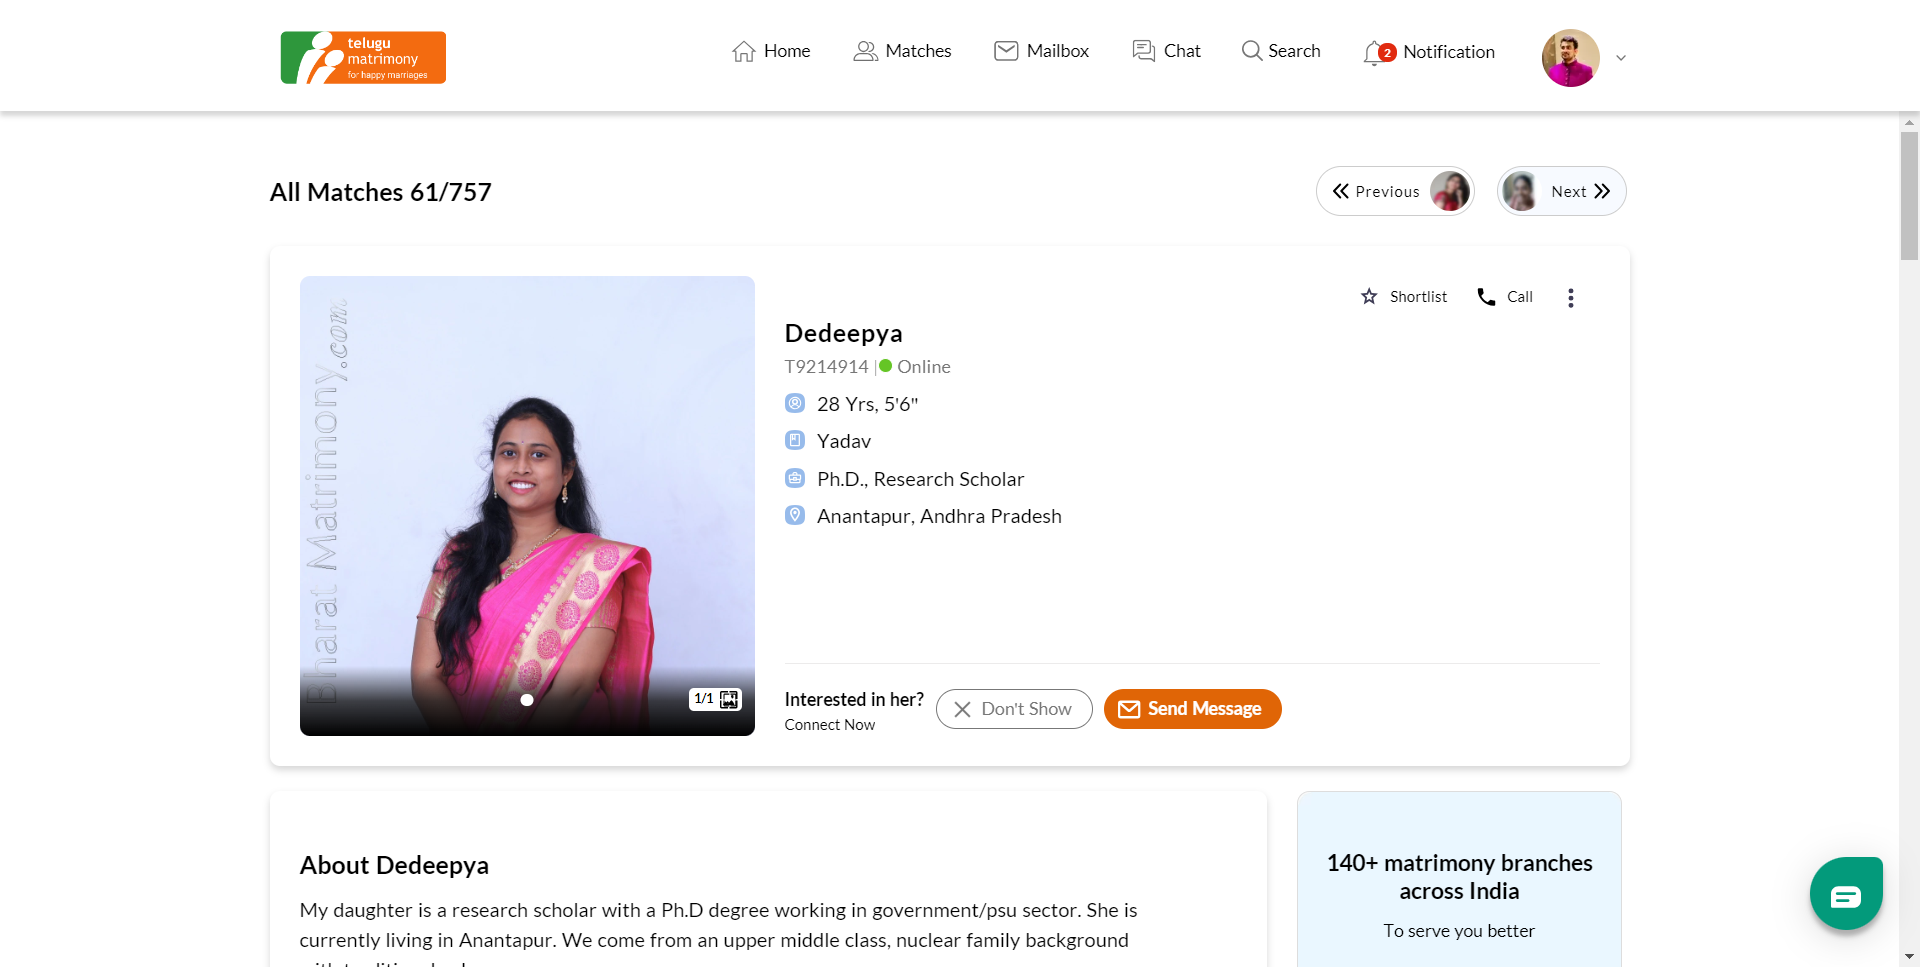 telugu
matrimony
for happy marriages
Home
Matches
Mailbox
Chat
Search
2
Notification
All Matches 61/757
Previous
Next
Bharat Matrimony.com
Shortlist
Call
Dedeepya
T9214914 | Online
28 Yrs, 5'6"
Yadav
Ph.D., Research Scholar
Anantapur, Andhra Pradesh
1/1
Interested in her?
Connect Now
Don't Show
Send Message
About Dedeepya
My daughter is a research scholar with a Ph.D degree working in government/psu sector. She is
currently living in Anantapur. We come from an upper middle class, nuclear family background
140+ matrimony branches
across India
To serve you better